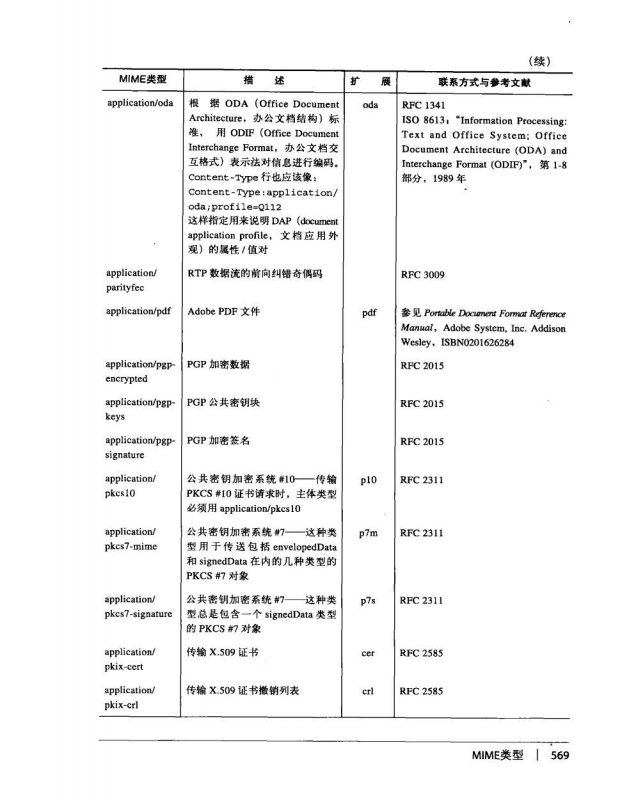 (续)
MIME类型 描 述 扩 展 联系方式与参考文献
application/oda 根 据 ODA (Office Document oda RFC 1341
Architecture，办公文档结构) 标 ISO 8613：“Information Processing:
准， 用 ODIF (Office Document Text and Office System; Office
Interchange Format，办公文档交 Document Architecture (ODA) and
互格式) 表示法对信息进行编码。 Interchange Format (ODIF)”，第 1-8
Content-Type 行也应该像： 部分，1989 年
Content-Type:application/
oda;profile=Q112
这样指定用来说明 DAP (document
application profile，文档应用外
观) 的属性 / 值对
application/ RTP 数据流的前向纠错奇偶码 RFC 3009
parityfec
application/pdf Adobe PDF 文件 pdf 参见 Portable Document Format Reference
Manual，Adobe System, Inc. Addison
Wesley，ISBN0201626284
application/pgp- PGP 加密数据 RFC 2015
encrypted
application/pgp- PGP 公共密钥块 RFC 2015
keys
application/pgp- PGP 加密签名 RFC 2015
signature
application/ 公共密钥加密系统 #10——传输 p10 RFC 2311
pkcs10 PKCS #10 证书请求时，主体类型
必须用 application/pkcs10
application/ 公共密钥加密系统 #7——这种类 p7m RFC 2311
pkcs7-mime 型用于传送包括 envelopedData
和 signedData 在内的几种类型的
PKCS #7 对象
application/ 公共密钥加密系统 #7——这种类 p7s RFC 2311
pkcs7-signature 型总是包含一个 signedData 类型
的 PKCS #7 对象
application/ 传输 X.509 证书 cer RFC 2585
pkix-cert
application/ 传输 X.509 证书撤销列表 crl RFC 2585
pkix-crl
MIME类型 | 569